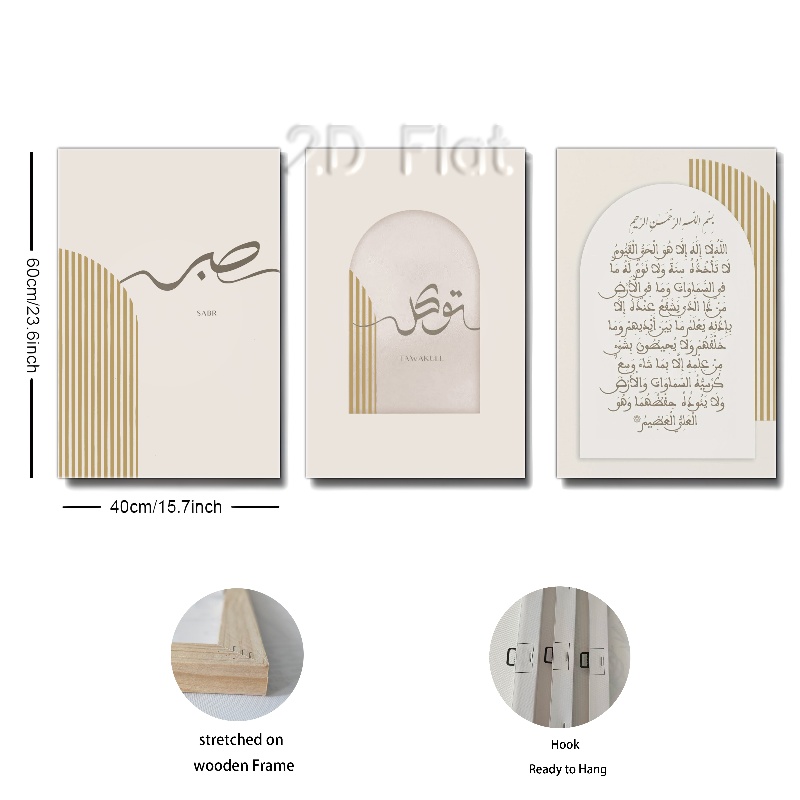 2D Flat
60cm/23.6inch
صبر
SABR
توكل
TAWAKULL
بسم الله الرحمن الرحيم
الله لا إله إلا هو الحي القيوم
لا تأخذه سنة ولا نوم له ما
في السماوات وما في الأرض
من ذا الذي يشفع عنده إلا
بإذنه يعلم ما بين أيديهم وما
خلفهم ولا يحيطون بشيء
من علمه إلا بما شاء وسع
كرسيه السماوات والأرض
ولا يئوده حفظهما وهو
العلي العظيم
40cm/15.7inch
stretched on
wooden Frame
Hook
Ready to Hang